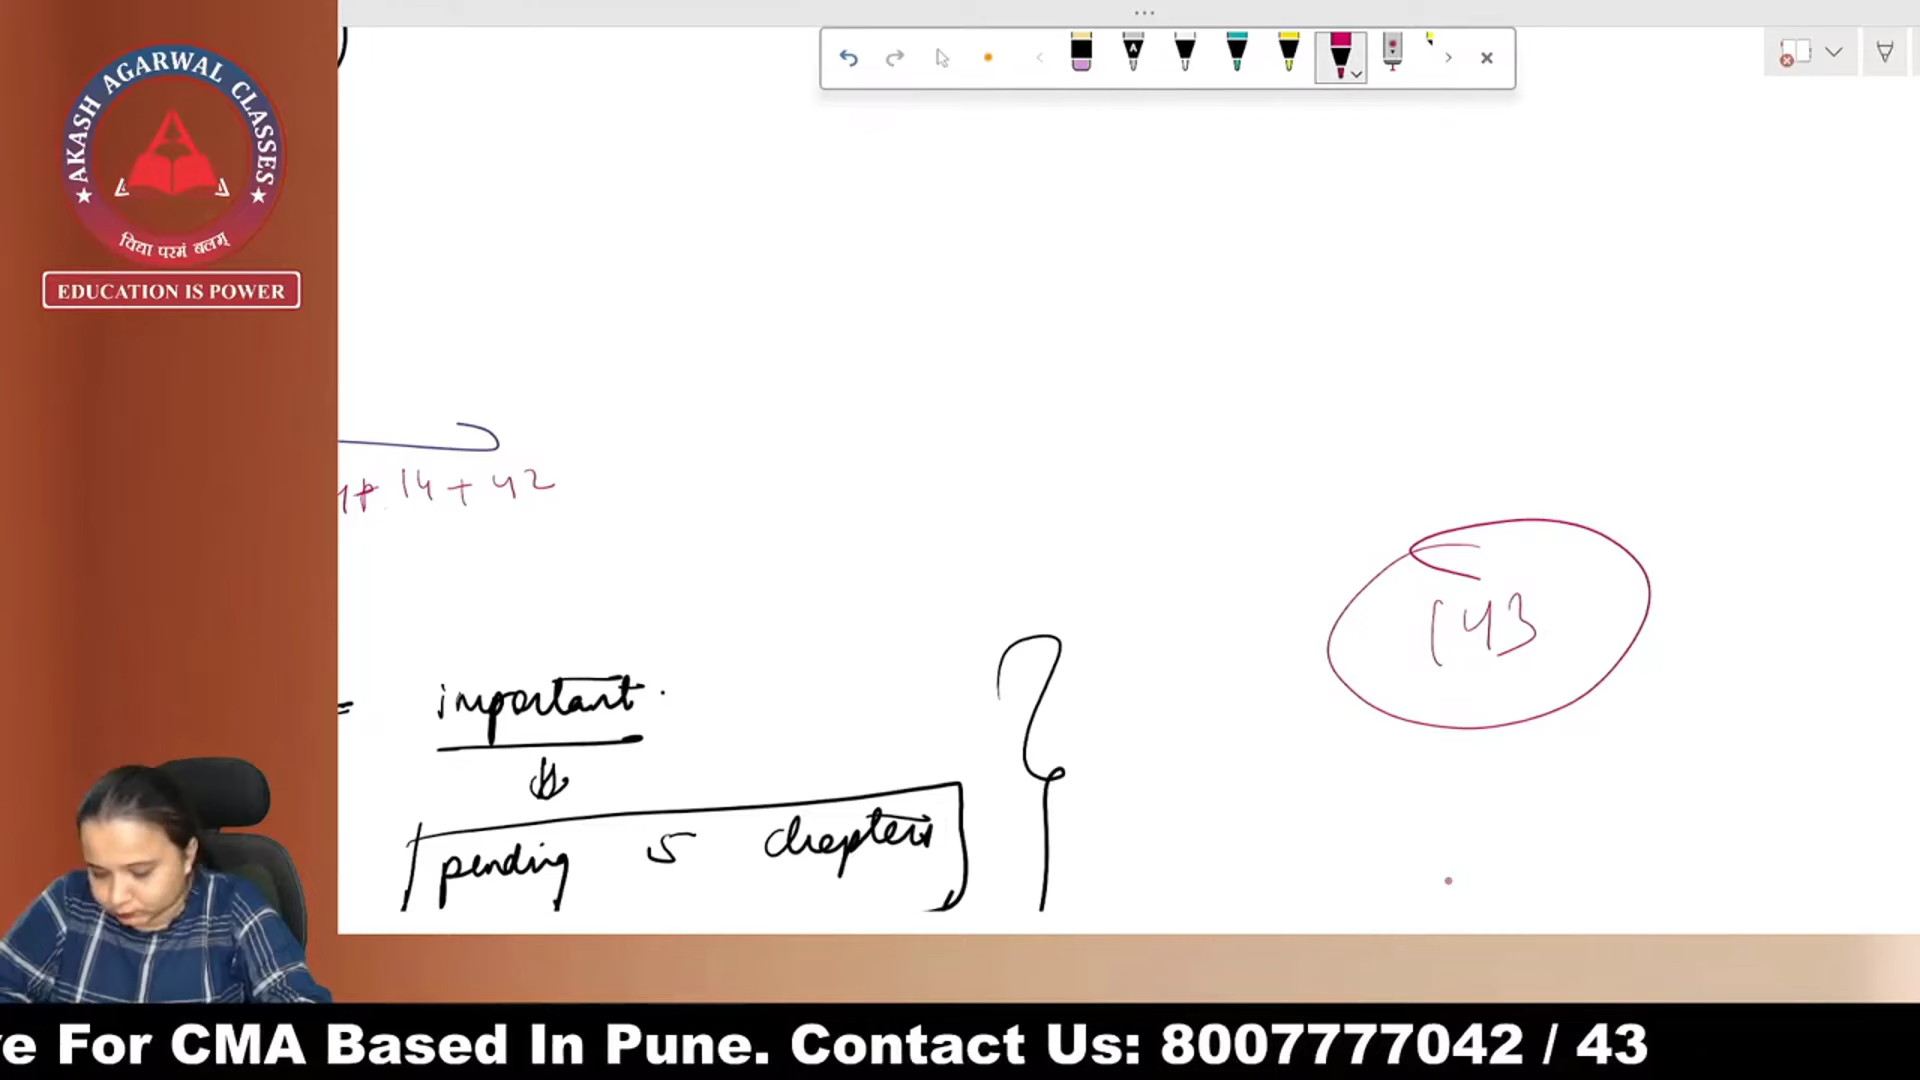 AKASH AGARWAL CLASSES
विद्या परमं बलम्
EDUCATION IS POWER
A
14 + 42
143
= important.
pending 5 chapters
ve For CMA Based In Pune. Contact Us: 8007777042 / 43